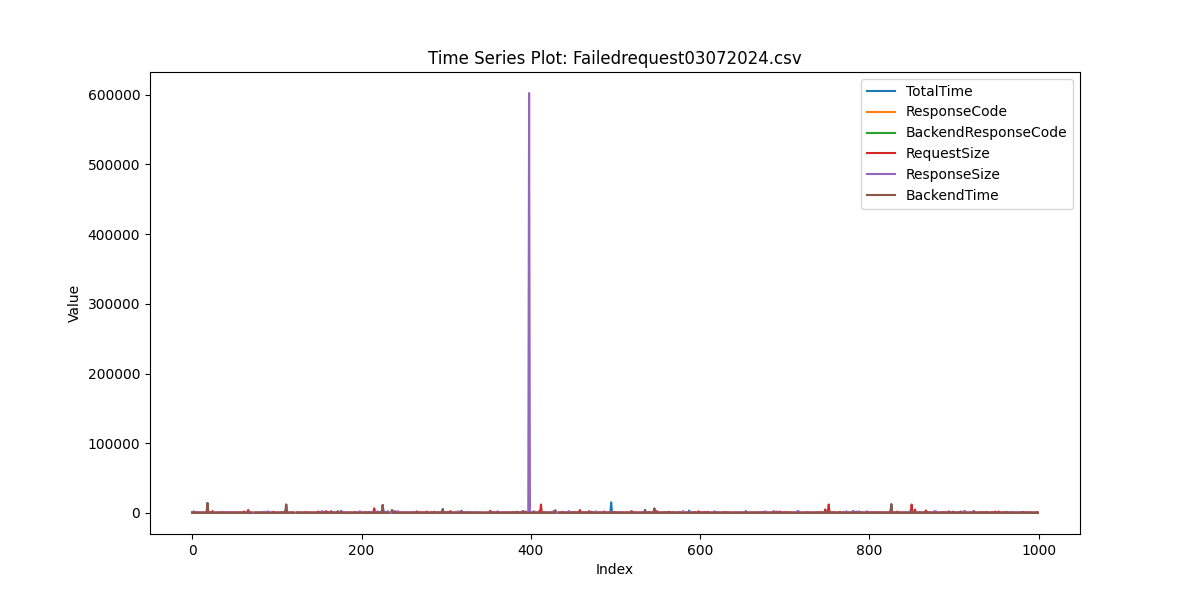 Time Series Plot: Failedrequest03072024.csv
TotalTime
ResponseCode
BackendResponseCode
RequestSize
ResponseSize
BackendTime
600000
500000
400000
300000
200000
100000
0
Value
0 200 400 600 800 1000
Index